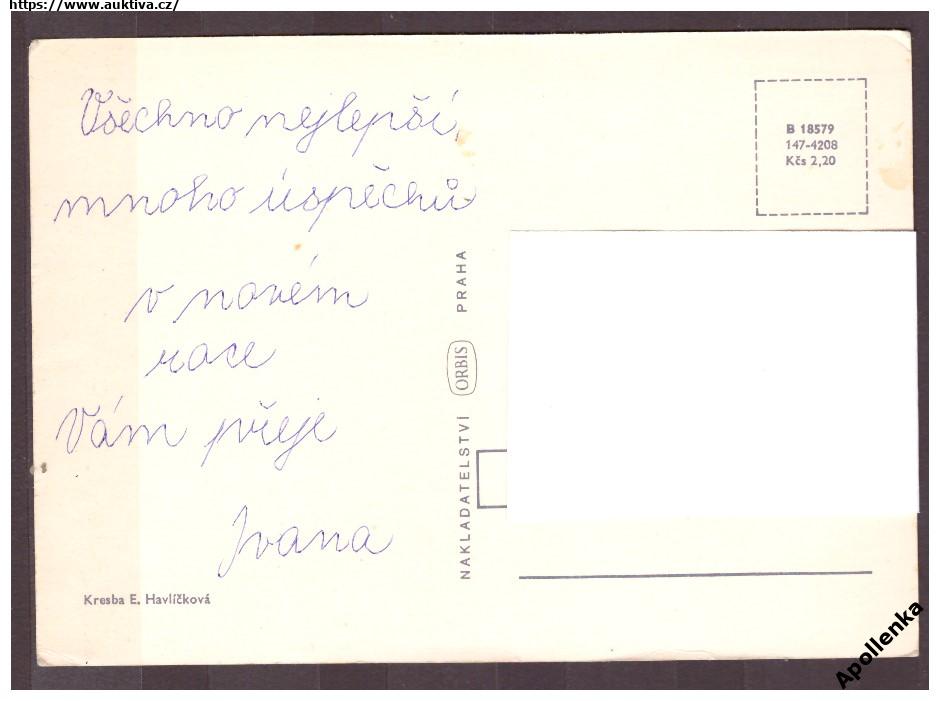 https://www.auktiva.cz/
Všechno nejlepší,
mnoho úspěchů
v novém
roce
Vám přeje
Ivana
Kresba E. Havlíčková
NAKLADATELSTVÍ ORBIS PRAHA
B 18579
147-4208
Kčs 2,20
Apollenka